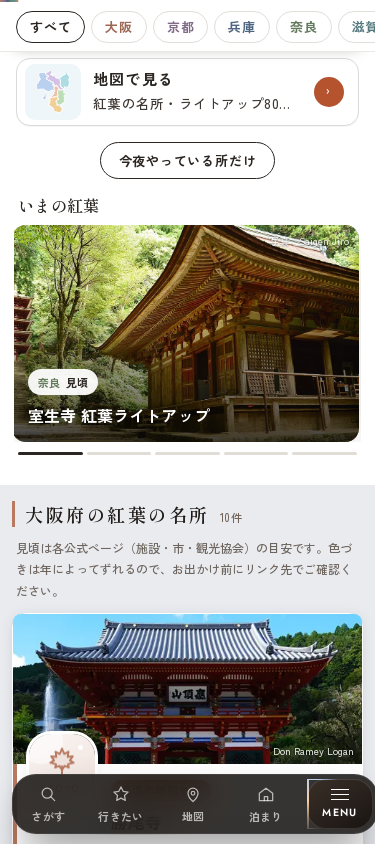 すべて 大阪 京都 兵庫 奈良 滋賀
地図で見る
紅葉の名所・ライトアップ80…
今夜やっている所だけ
いまの紅葉
奈良 見頃
室生寺 紅葉ライトアップ
大阪府の紅葉の名所 10件
見頃は各公式ページ（施設・市・観光協会）の目安です。色づ
きは年によってずれるので、お出かけ前にリンク先でご確認く
ださい。
Don Ramey Logan
さがす 行きたい 地図 泊まり MENU